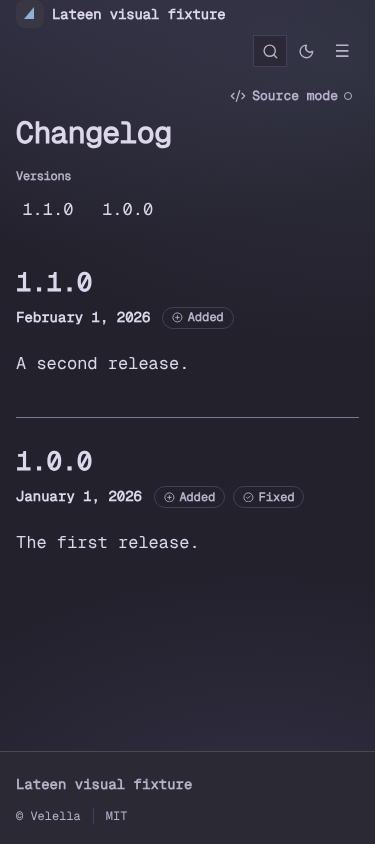 Lateen visual fixture
Source mode
Changelog
Versions
1.1.0 1.0.0
1.1.0
February 1, 2026 Added
A second release.
1.0.0
January 1, 2026 Added Fixed
The first release.
Lateen visual fixture
© Velella MIT